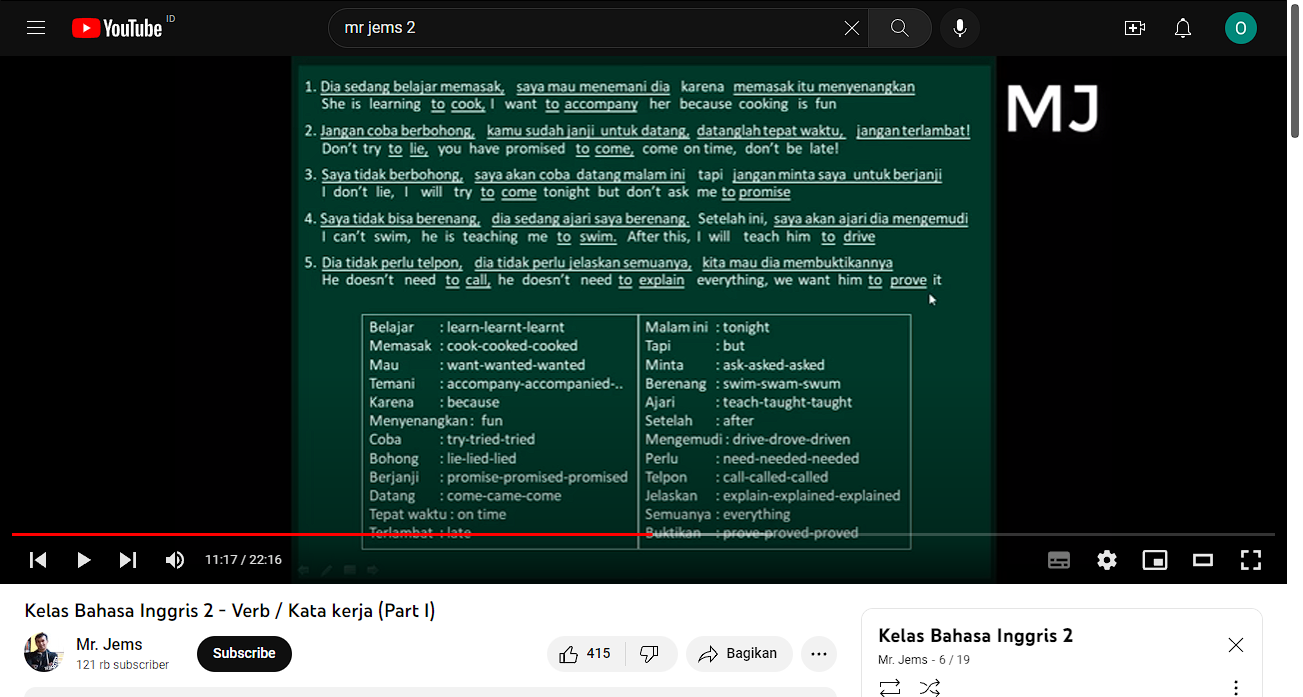 YouTube ID
mr jems 2
O
MJ
1. Dia sedang belajar memasak, saya mau menemani dia karena memasak itu menyenangkan
She is learning to cook, I want to accompany her because cooking is fun
2. Jangan coba berbohong, kamu sudah janji untuk datang, datanglah tepat waktu, jangan terlambat!
Don't try to lie, you have promised to come, come on time, don't be late!
3. Saya tidak berbohong, saya akan coba datang malam ini tapi jangan minta saya untuk berjanji
I don't lie, I will try to come tonight but don't ask me to promise
4. Saya tidak bisa berenang, dia sedang ajari saya berenang. Setelah ini, saya akan ajari dia mengemudi
I can't swim, he is teaching me to swim. After this, I will teach him to drive
5. Dia tidak perlu telpon, dia tidak perlu jelaskan semuanya, kita mau dia membuktikannya
He doesn't need to call, he doesn't need to explain everything, we want him to prove it
Belajar : learn-learnt-learnt
Memasak : cook-cooked-cooked
Mau : want-wanted-wanted
Temani : accompany-accompanied-..
Karena : because
Menyenangkan : fun
Coba : try-tried-tried
Bohong : lie-lied-lied
Berjanji : promise-promised-promised
Datang : come-came-come
Tepat waktu : on time
Terlambat : late
Malam ini : tonight
Tapi : but
Minta : ask-asked-asked
Berenang : swim-swam-swum
Ajari : teach-taught-taught
Setelah : after
Mengemudi : drive-drove-driven
Perlu : need-needed-needed
Telpon : call-called-called
Jelaskan : explain-explained-explained
Semuanya : everything
Buktikan : prove-proved-proved
11:17 / 22:16
Kelas Bahasa Inggris 2 - Verb / Kata kerja (Part I)
Mr. Jems
121 rb subscriber
Subscribe
415
Bagikan
Kelas Bahasa Inggris 2
Mr. Jems - 6 / 19